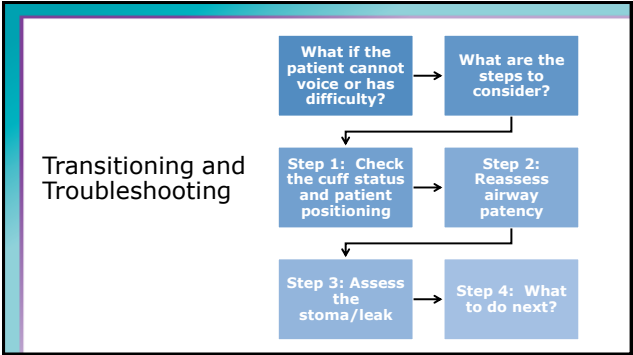 Transitioning and
Troubleshooting
What if the
patient cannot
voice or has
difficulty?
What are the
steps to
consider?
Step 1:  Check
the cuff status
and patient
positioning
Step 2:
Reassess
airway
patency
Step 3: Assess
the
stoma/leak
Step 4:  What
to do next?